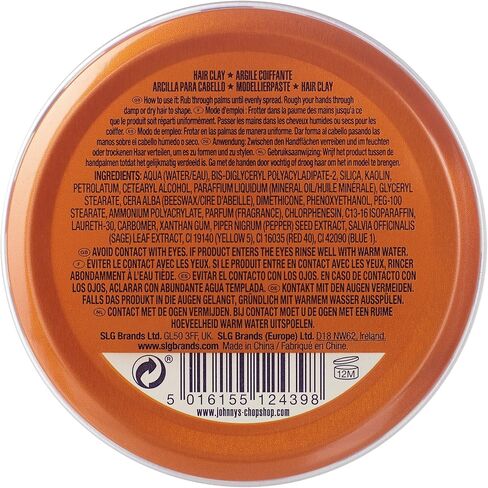 HAIR CLAY ★ ARGILE COIFFANTE
ARCILLA PARA CABELLO ★ MODELLIERPASTE ★ HAIR CLAY
GB How to use it: Rub through palms until evenly spread. Rough your hands through
damp or dry hair to shape. F Mode d'emploi : Frotter dans la paume des mains jusqu'à ce
que le produit soit réparti uniformément. Passer les mains dans les cheveux humides ou secs pour les
coiffer. E Modo de empleo: Frotar en las palmas de manera uniforme. Dar forma al cabello pasando las
manos sobre el cabello húmedo o seco. D Anwendung: Zwischen den Handflächen verreiben und im feuchten
oder trockenen Haar verteilen, um es zu formen und zu stylen. NL Gebruiksaanwijzing: Wrijf het product tussen de
handpalmen totdat het gelijkmatig verdeeld is. Ga met de handen door vochtig of droog haar om het in model te brengen.
INGREDIENTS: AQUA (WATER/EAU), BIS-DIGLYCERYL POLYACYLADIPATE-2, SILICA, KAOLIN,
PETROLATUM, CETEARYL ALCOHOL, PARAFFIUM LIQUIDUM (MINERAL OIL/HUILE MINÉRALE), GLYCERYL
STEARATE, CERA ALBA (BEESWAX/CIRE D'ABEILLE), DIMETHICONE, PHENOXYETHANOL, PEG-100
STEARATE, AMMONIUM POLYACRYLATE, PARFUM (FRAGRANCE), CHLORPHENESIN, C13-16 ISOPARAFFIN,
LAURETH-30, CARBOMER, XANTHAN GUM, PIPER NIGRUM (PEPPER) SEED EXTRACT, SALVIA OFFICINALIS
(SAGE) LEAF EXTRACT, CI 19140 (YELLOW 5), CI 16035 (RED 40), CI 42090 (BLUE 1).
GB AVOID CONTACT WITH EYES. IF PRODUCT ENTERS THE EYES RINSE WELL WITH WARM WATER.
F ÉVITER LE CONTACT AVEC LES YEUX. SI LE PRODUIT ENTRE EN CONTACT AVEC LES YEUX, RINCER
ABONDAMMENT À L'EAU TIÈDE. E EVITAR EL CONTACTO CON LOS OJOS. EN CASO DE CONTACTO CON
LOS OJOS, ACLARAR CON ABUNDANTE AGUA TEMPLADA. D KONTAKT MIT DEN AUGEN VERMEIDEN.
FALLS DAS PRODUKT IN DIE AUGEN GELANGT, GRÜNDLICH MIT WARMEM WASSER AUSSPÜLEN.
NL CONTACT MET DE OGEN VERMIJDEN. BIJ CONTACT MOET U DE OGEN MET EEN RUIME
HOEVEELHEID WARM WATER UITSPOELEN.
SLG Brands Ltd. GL50 3FF, UK. SLG Brands (Europe) Ltd. D18 NW62, Ireland.
www.slgbrands.com Made in China / Fabriqué en Chine.
12M
5 016155 124398
www.johnnys-chopshop.com